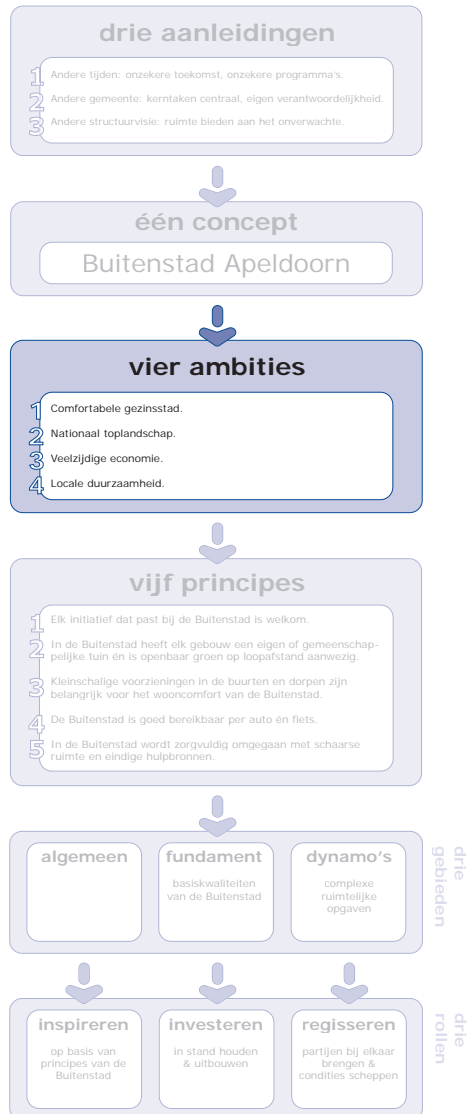 drie aanleidingen
1 Andere tijden: onzekere toekomst, onzekere programma's.
2 Andere gemeente: kerntaken centraal, eigen verantwoordelijkheid.
3 Andere structuurvisie: ruimte bieden aan het onverwachte.
één concept
Buitenstad Apeldoorn
vier ambities
1 Comfortabele gezinsstad.
2 Nationaal toplandschap.
3 Veelzijdige economie.
4 Locale duurzaamheid.
vijf principes
1 Elk initiatief dat past bij de Buitenstad is welkom.
2 In de Buitenstad heeft elk gebouw een eigen of gemeenschap-
pelijke tuin én is openbaar groen op loopafstand aanwezig.
3 Kleinschalige voorzieningen in de buurten en dorpen zijn
belangrijk voor het wooncomfort van de Buitenstad.
4 De Buitenstad is goed bereikbaar per auto én fiets.
5 In de Buitenstad wordt zorgvuldig omgegaan met schaarse
ruimte en eindige hulpbronnen.
algemeen
fundament
basiskwaliteiten
van de Buitenstad
dynamo's
complexe
ruimtelijke
opgaven
drie
gebieden
inspireren
op basis van
principes van de
Buitenstad
investeren
in stand houden
& uitbouwen
regisseren
partijen bij elkaar
brengen &
condities scheppen
drie
rollen